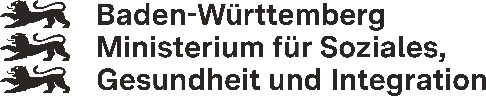 Baden-Württemberg
Ministerium für Soziales,
Gesundheit und Integration